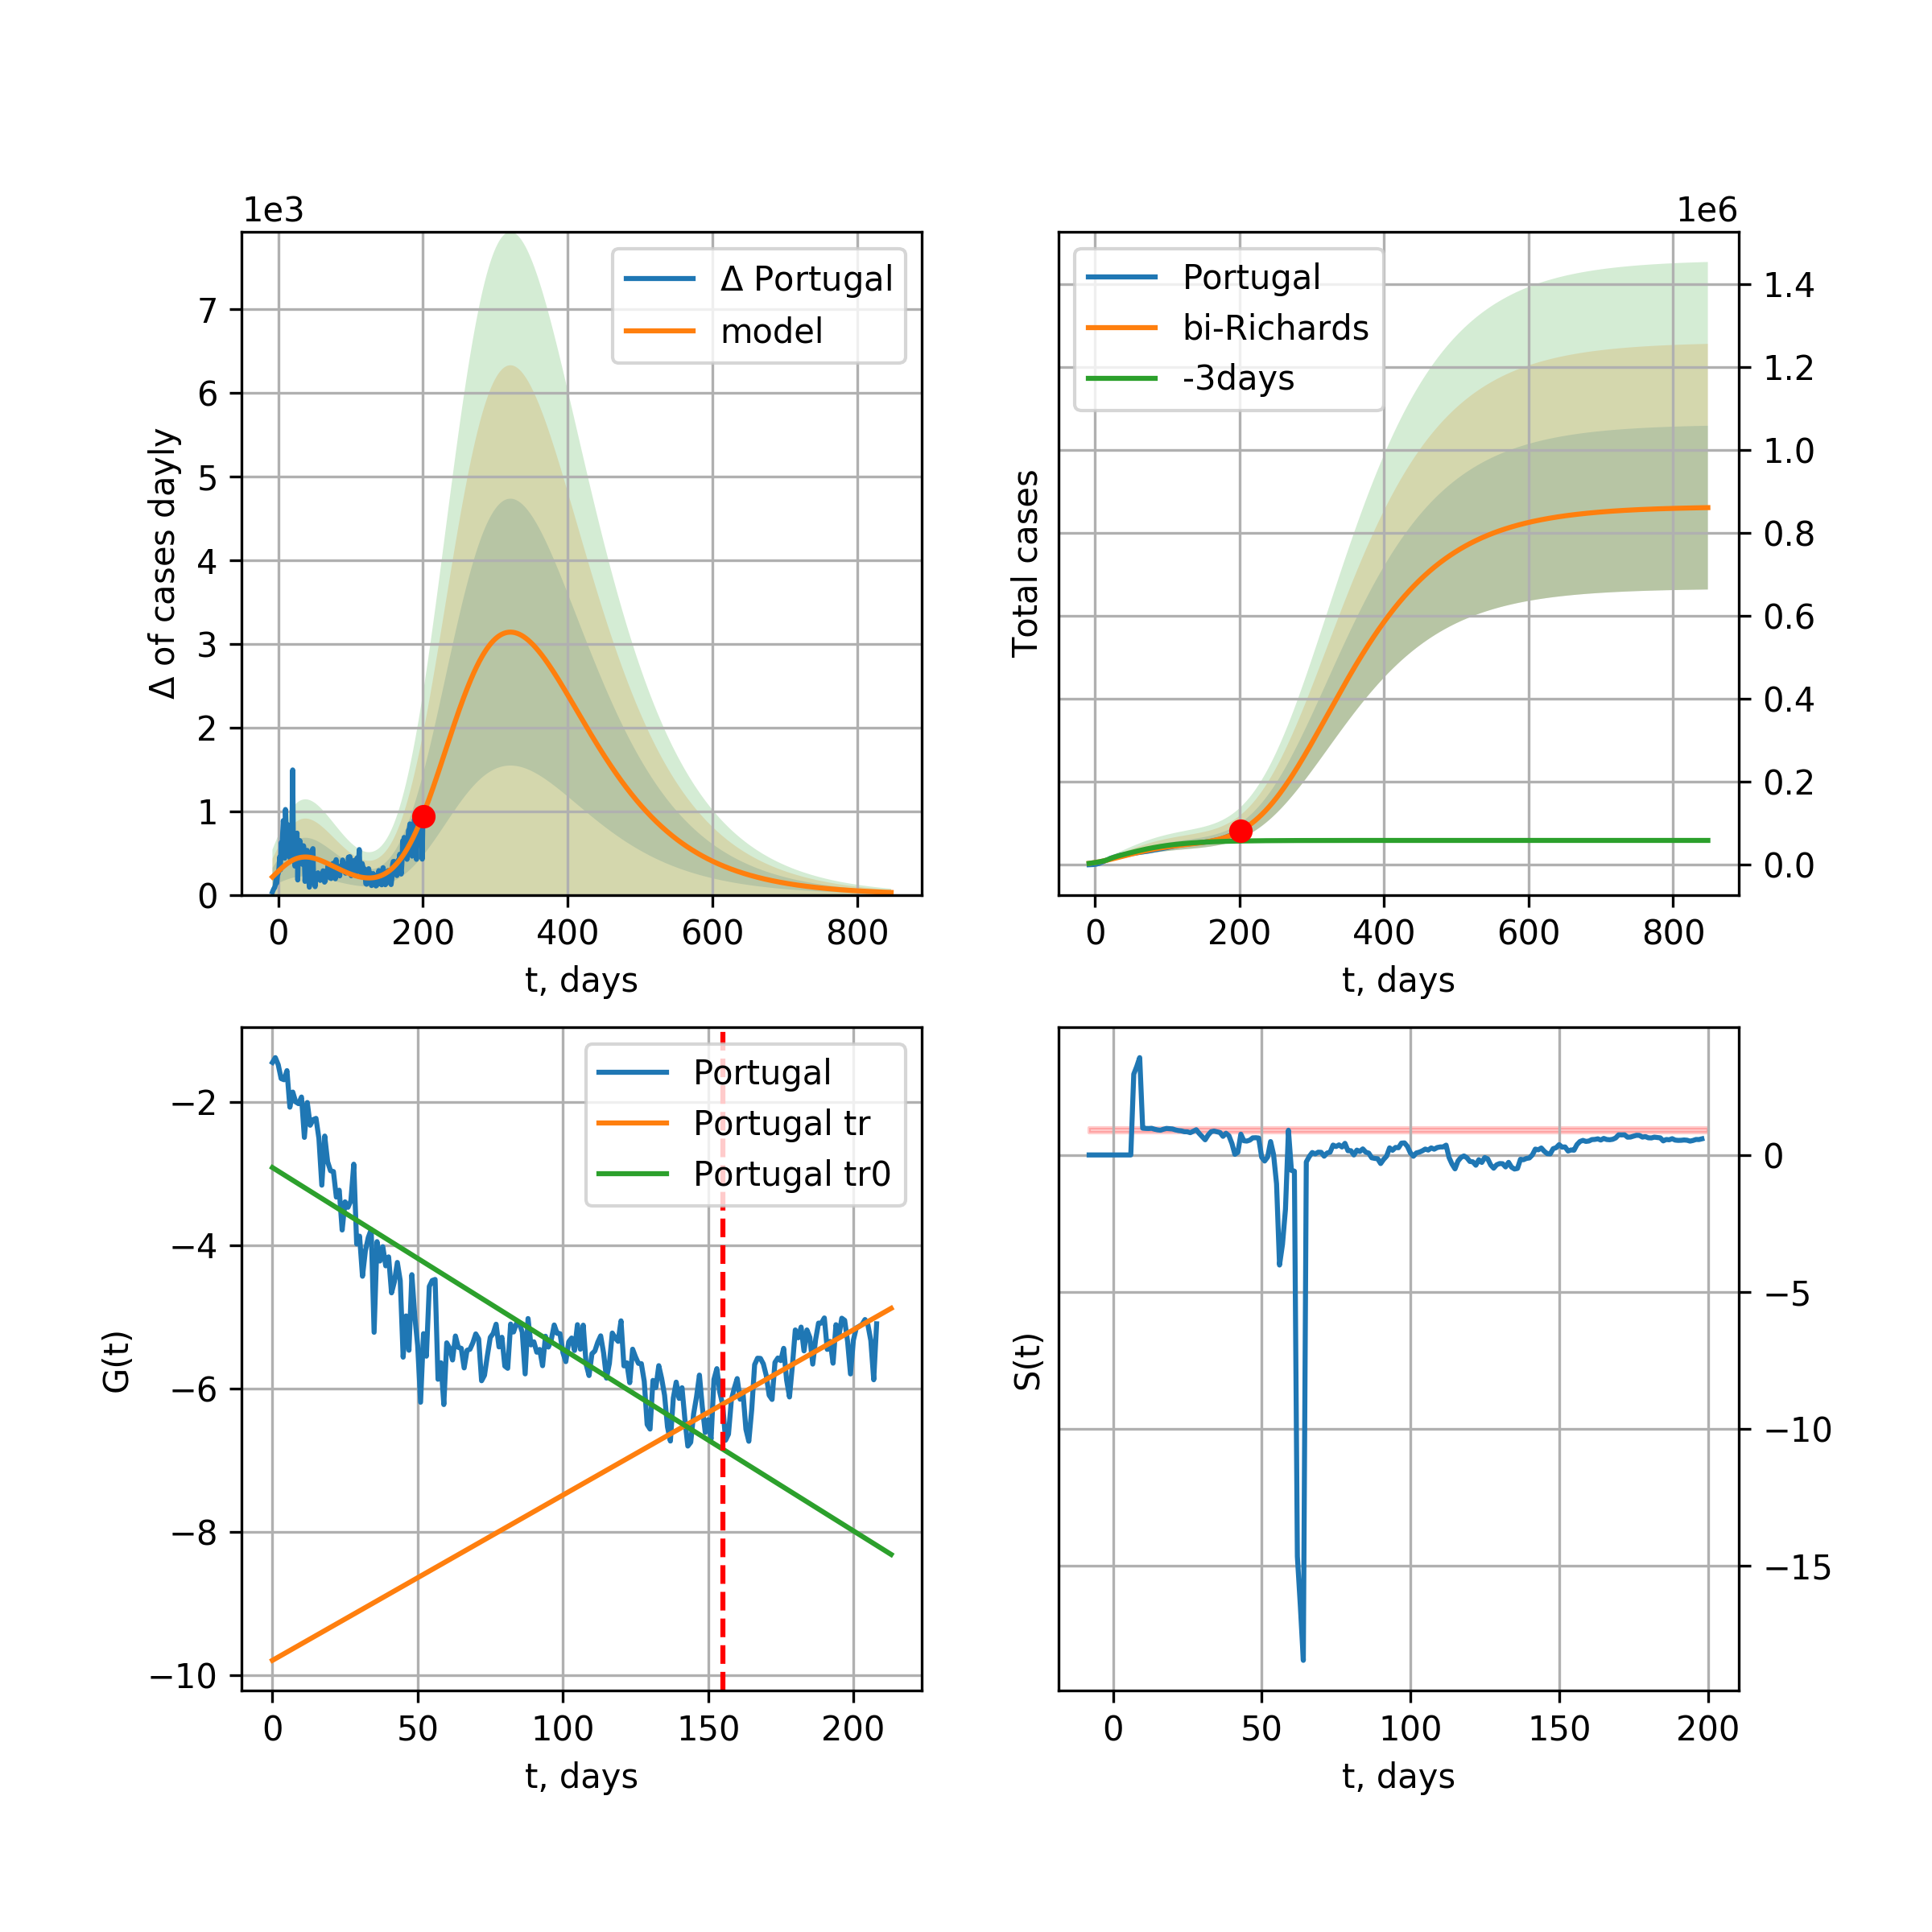 1e3
Δ of cases dayly
7
6
5
4
3
2
1
0
0 200 400 600 800
t, days
Δ Portugal
model
1e6
Total cases
1.4
1.2
1.0
0.8
0.6
0.4
0.2
0.0
0 200 400 600 800
t, days
Portugal
bi-Richards
-3days
G(t)
−2
−4
−6
−8
−10
0 50 100 150 200
t, days
Portugal
Portugal tr
Portugal tr0
S(t)
0
−5
−10
−15
0 50 100 150 200
t, days